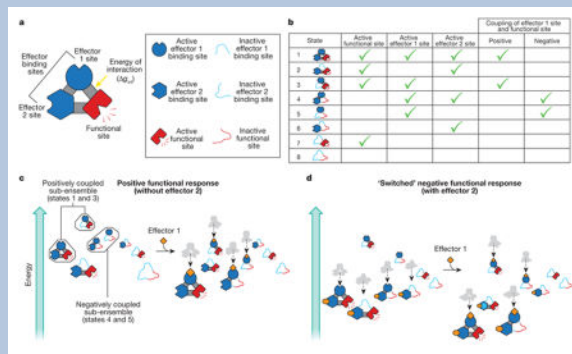 a
Effector 1 site
Effector binding sites
Energy of interaction (Δg
Effector 2 site
Functional site
Active effector 1 binding site
Inactive effector 1 binding site
Active effector 2 binding site
Inactive effector 2 binding site
Active functional site
Inactive functional site
b
Coupling of effector 1 site and functional site
State
Active functional site
Active effector 1 site
Active effector 2 site
Positive
Negative
1
2
3
4
5
6
7
8
c
Positively coupled sub-ensemble (states 1 and 3)
Positive functional response (without effector 2)
Effector 1
Energy
Negatively coupled sub-ensemble (states 4 and 5)
d
'Switched' negative functional response (with effector 2)
Effector 1